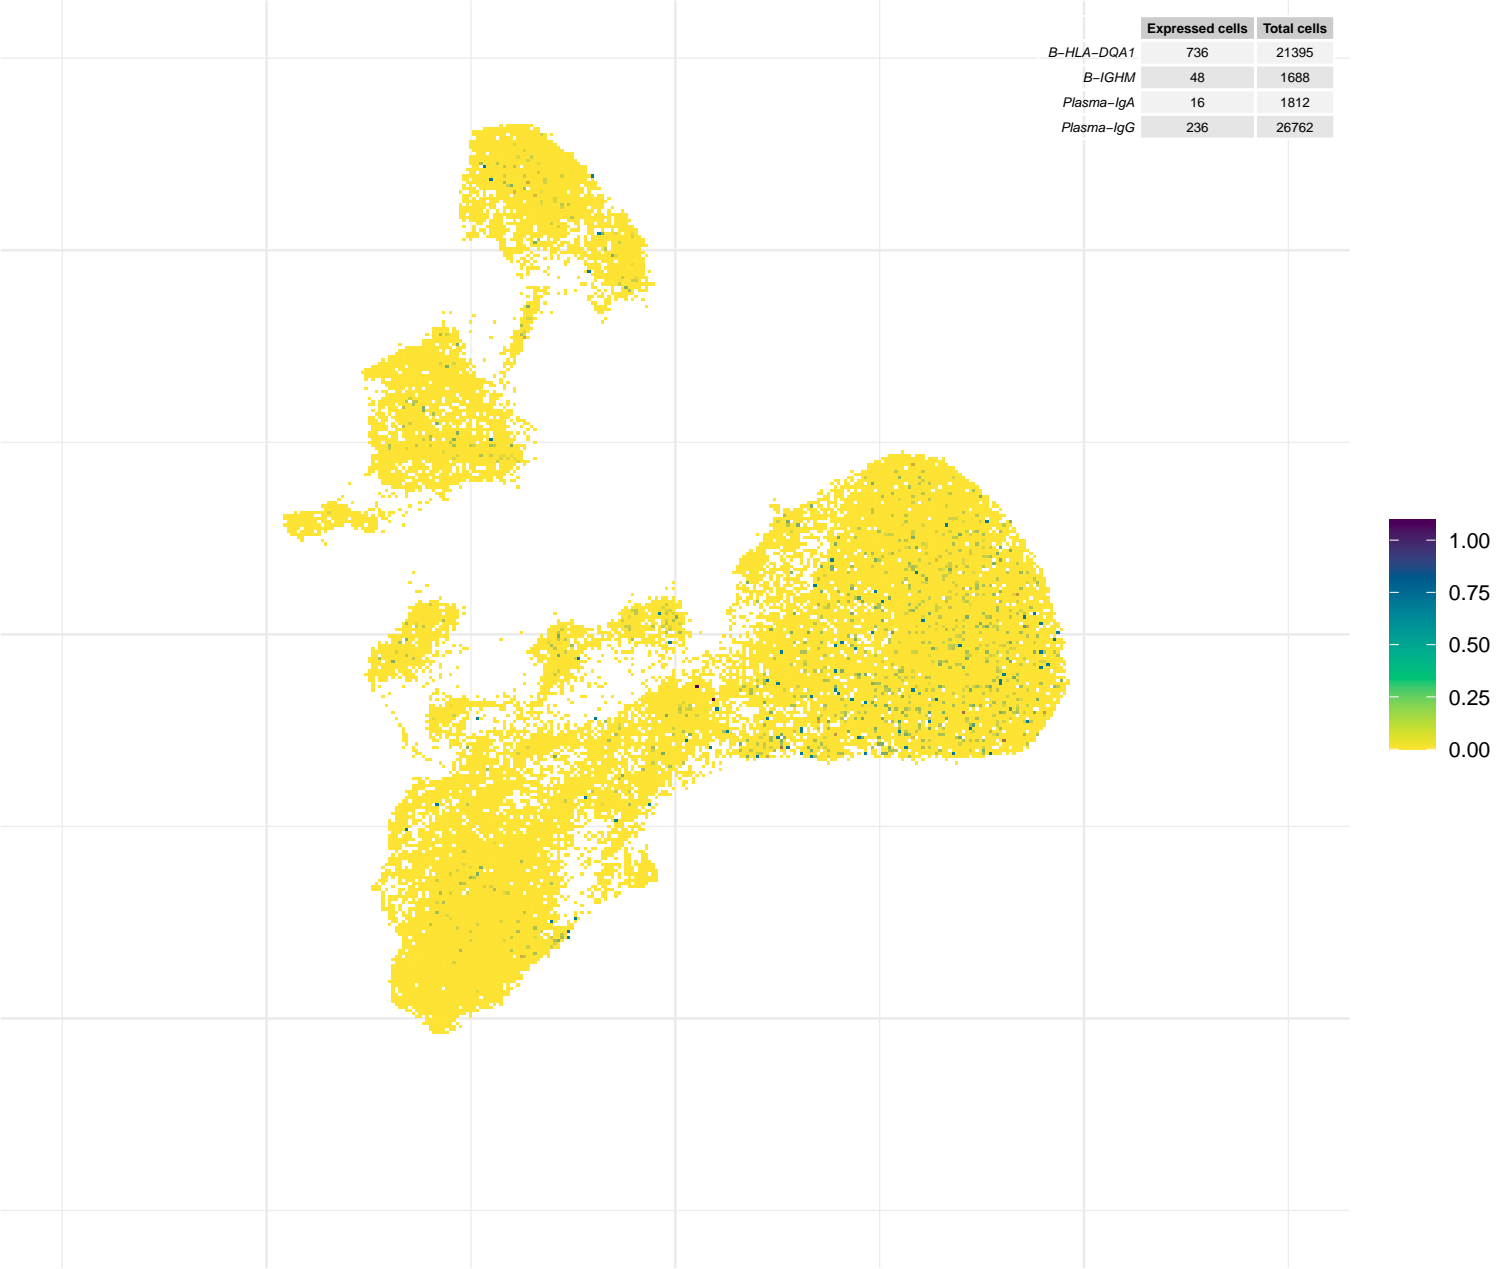 Expressed cells Total cells
B−HLA−DQA1 736 21395
B−IGHM 48 1688
Plasma−IgA 16 1812
Plasma−IgG 236 26762
1.00
0.75
0.50
0.25
0.00